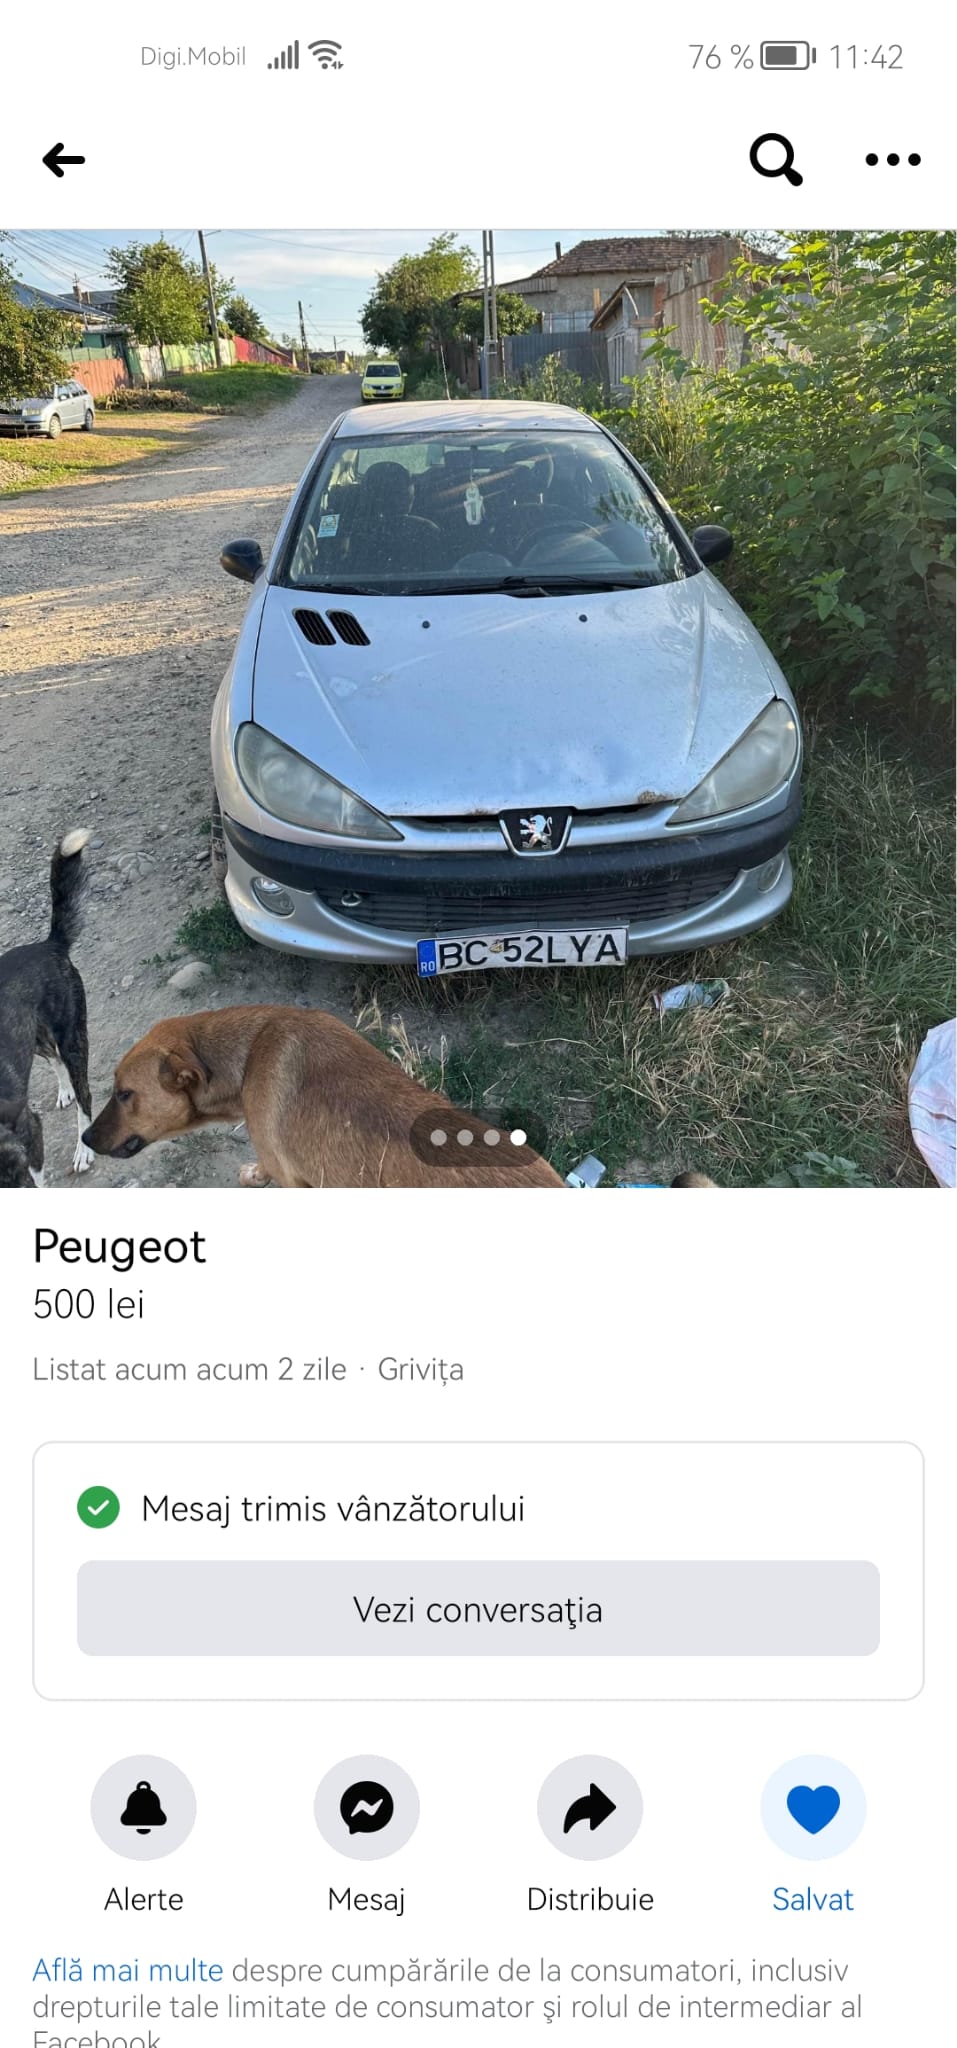 Digi.Mobil 76 % 11:42
RO BC 52LYA
Peugeot
500 lei
Listat acum acum 2 zile · Grivița
Mesaj trimis vânzătorului
Vezi conversaţia
Alerte Mesaj Distribuie Salvat
Află mai multe despre cumpărările de la consumatori, inclusiv
drepturile tale limitate de consumator şi rolul de intermediar al
Facebook